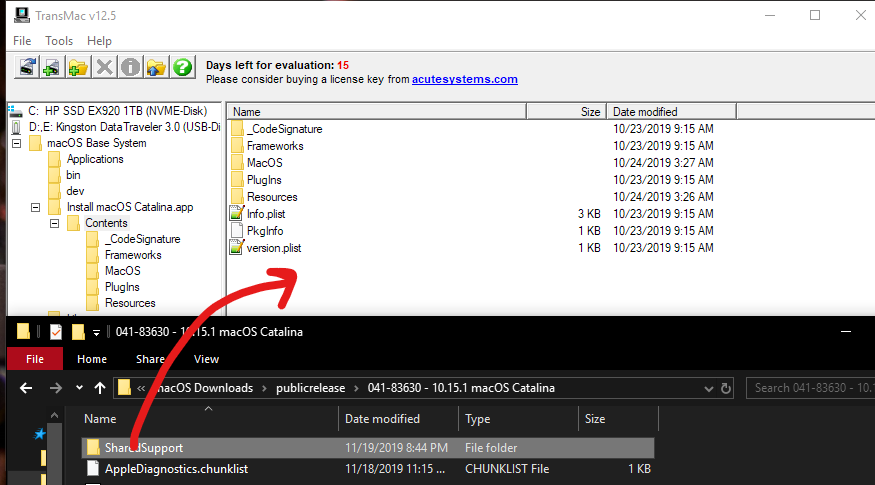 TransMac v12.5
File Tools Help
Days left for evaluation: 15
Please consider buying a license key from acutesystems.com
C: HP SSD EX920 1TB (NVME-Disk)
D:,E: Kingston DataTraveler 3.0 (USB-Di
macOS Base System
Applications
bin
dev
Install macOS Catalina.app
Contents
_CodeSignature
Frameworks
MacOS
PlugIns
Resources
Name Size Date modified
_CodeSignature 10/23/2019 9:15 AM
Frameworks 10/23/2019 9:15 AM
MacOS 10/24/2019 3:27 AM
PlugIns 10/23/2019 9:15 AM
Resources 10/24/2019 3:26 AM
Info.plist 3 KB 10/23/2019 9:15 AM
PkgInfo 1 KB 10/23/2019 9:15 AM
version.plist 1 KB 10/23/2019 9:15 AM
041-83630 - 10.15.1 macOS Catalina
File Home Share View
« macOS Downloads › publicrelease › 041-83630 - 10.15.1 macOS Catalina
Search 041-83630 - 10.1
Name Date modified Type Size
SharedSupport 11/19/2019 8:44 PM File folder
AppleDiagnostics.chunklist 11/18/2019 11:15 ... CHUNKLIST File 1 KB